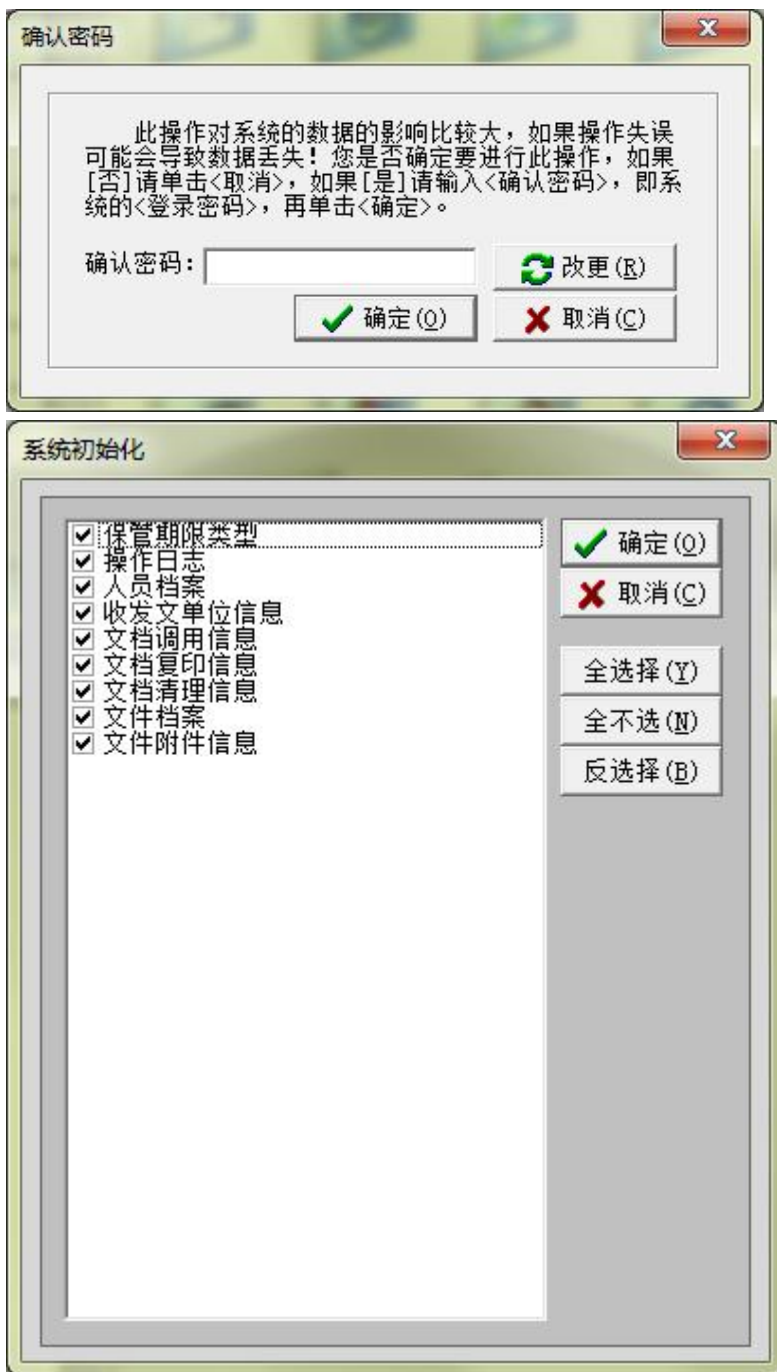 确认密码
此操作对系统的数据的影响比较大，如果操作失误
可能会导致数据丢失！您是否确定要进行此操作，如果
[否]请单击<取消>，如果[是]请输入<确认密码>，即系
统的<登录密码>，再单击<确定>。
确认密码：
改更(R)
确定(O)
取消(C)
系统初始化
保管期限类型
操作日志
人员档案
收发文单位信息
文档调用信息
文档复印信息
文档清理信息
文件档案
文件附件信息
确定(O)
取消(C)
全选择(Y)
全不选(N)
反选择(B)